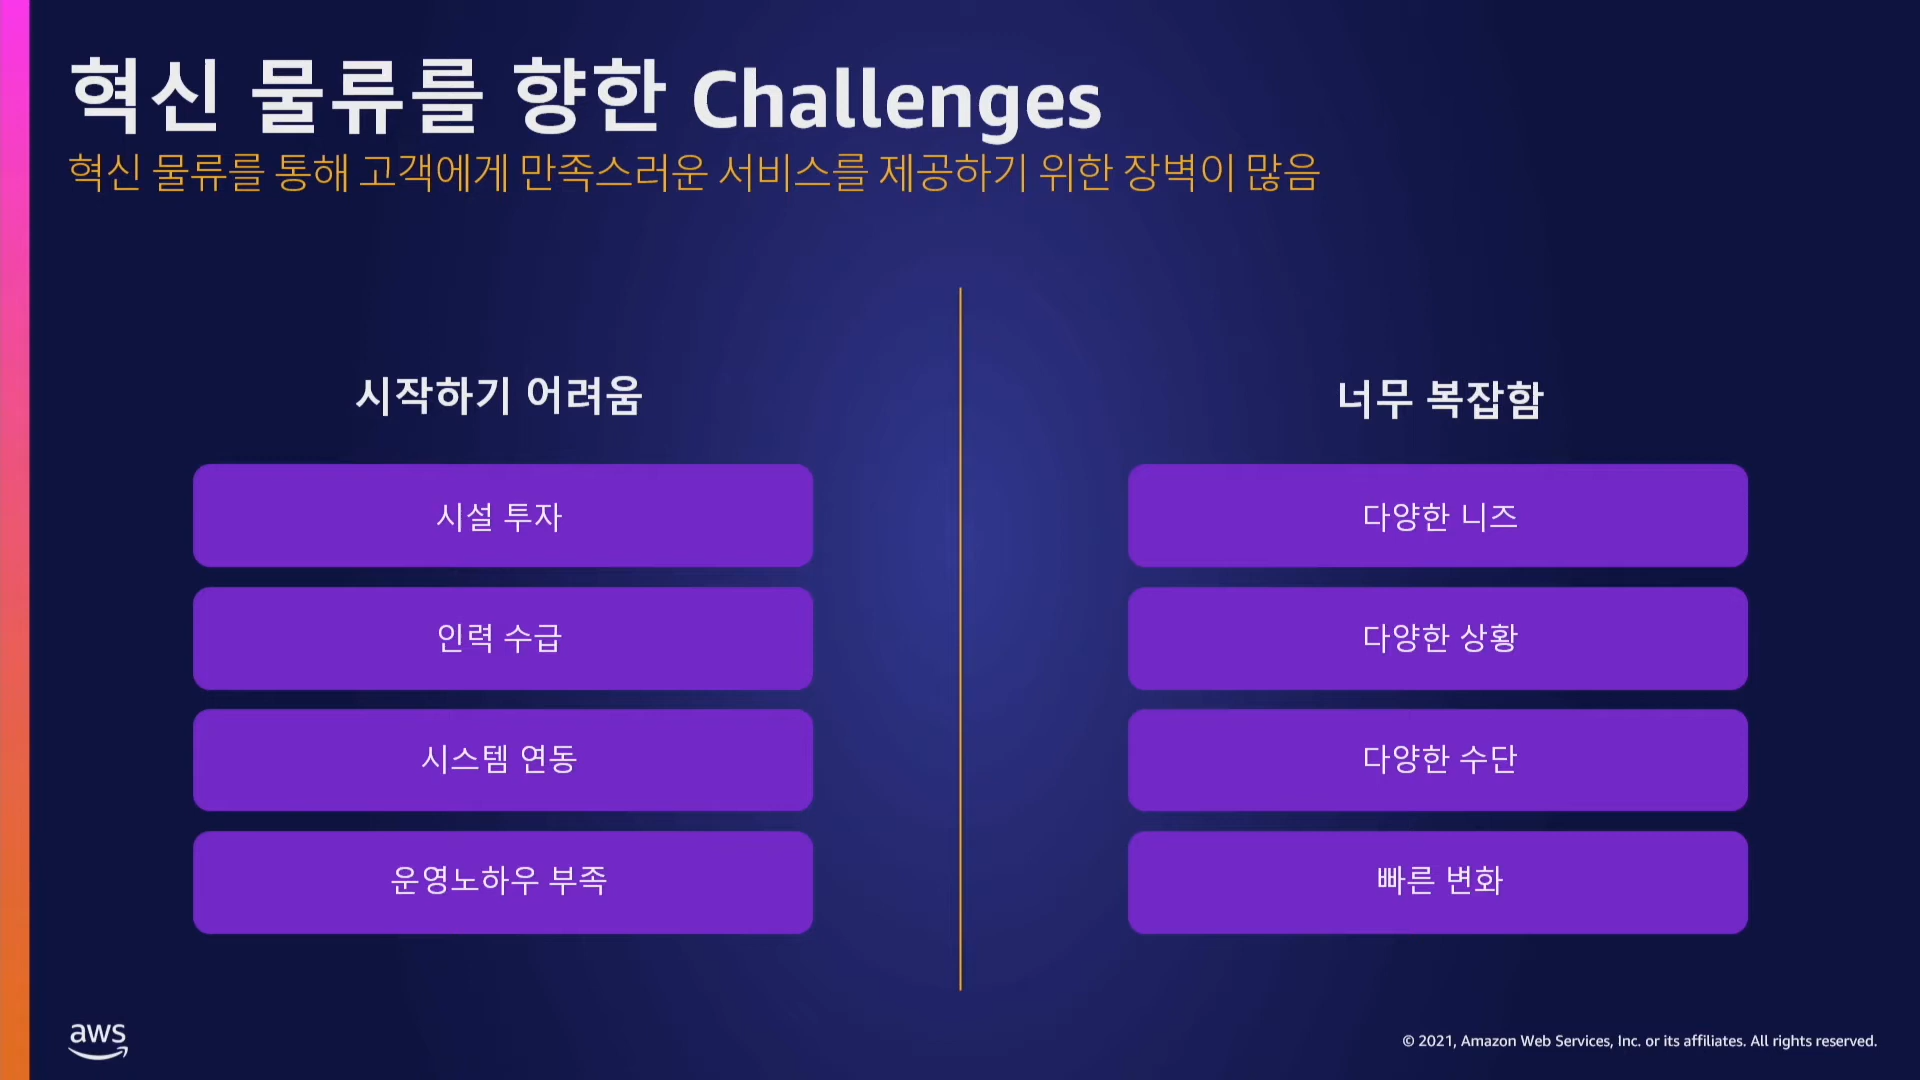 혁신 물류를 향한 Challenges
혁신 물류를 통해 고객에게 만족스러운 서비스를 제공하기 위한 장벽이 많음
시작하기 어려움
시설 투자
인력 수급
시스템 연동
운영노하우 부족
너무 복잡함
다양한 니즈
다양한 상황
다양한 수단
빠른 변화
aws
© 2021, Amazon Web Services, Inc. or its affiliates. All rights reserved.